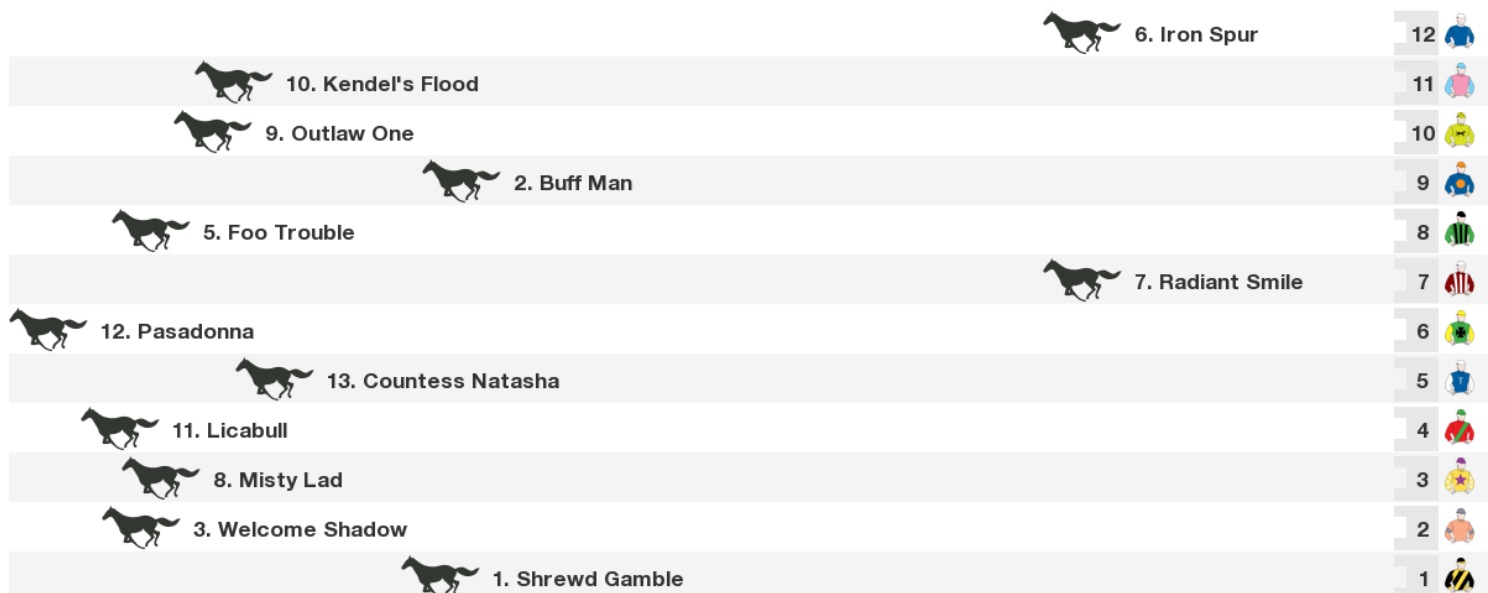 6. Iron Spur 12
10. Kendel's Flood 11
9. Outlaw One 10
2. Buff Man 9
5. Foo Trouble 8
7. Radiant Smile 7
12. Pasadonna 6
13. Countess Natasha 5
T
11. Licabull 4
8. Misty Lad 3
3. Welcome Shadow 2
1. Shrewd Gamble 1